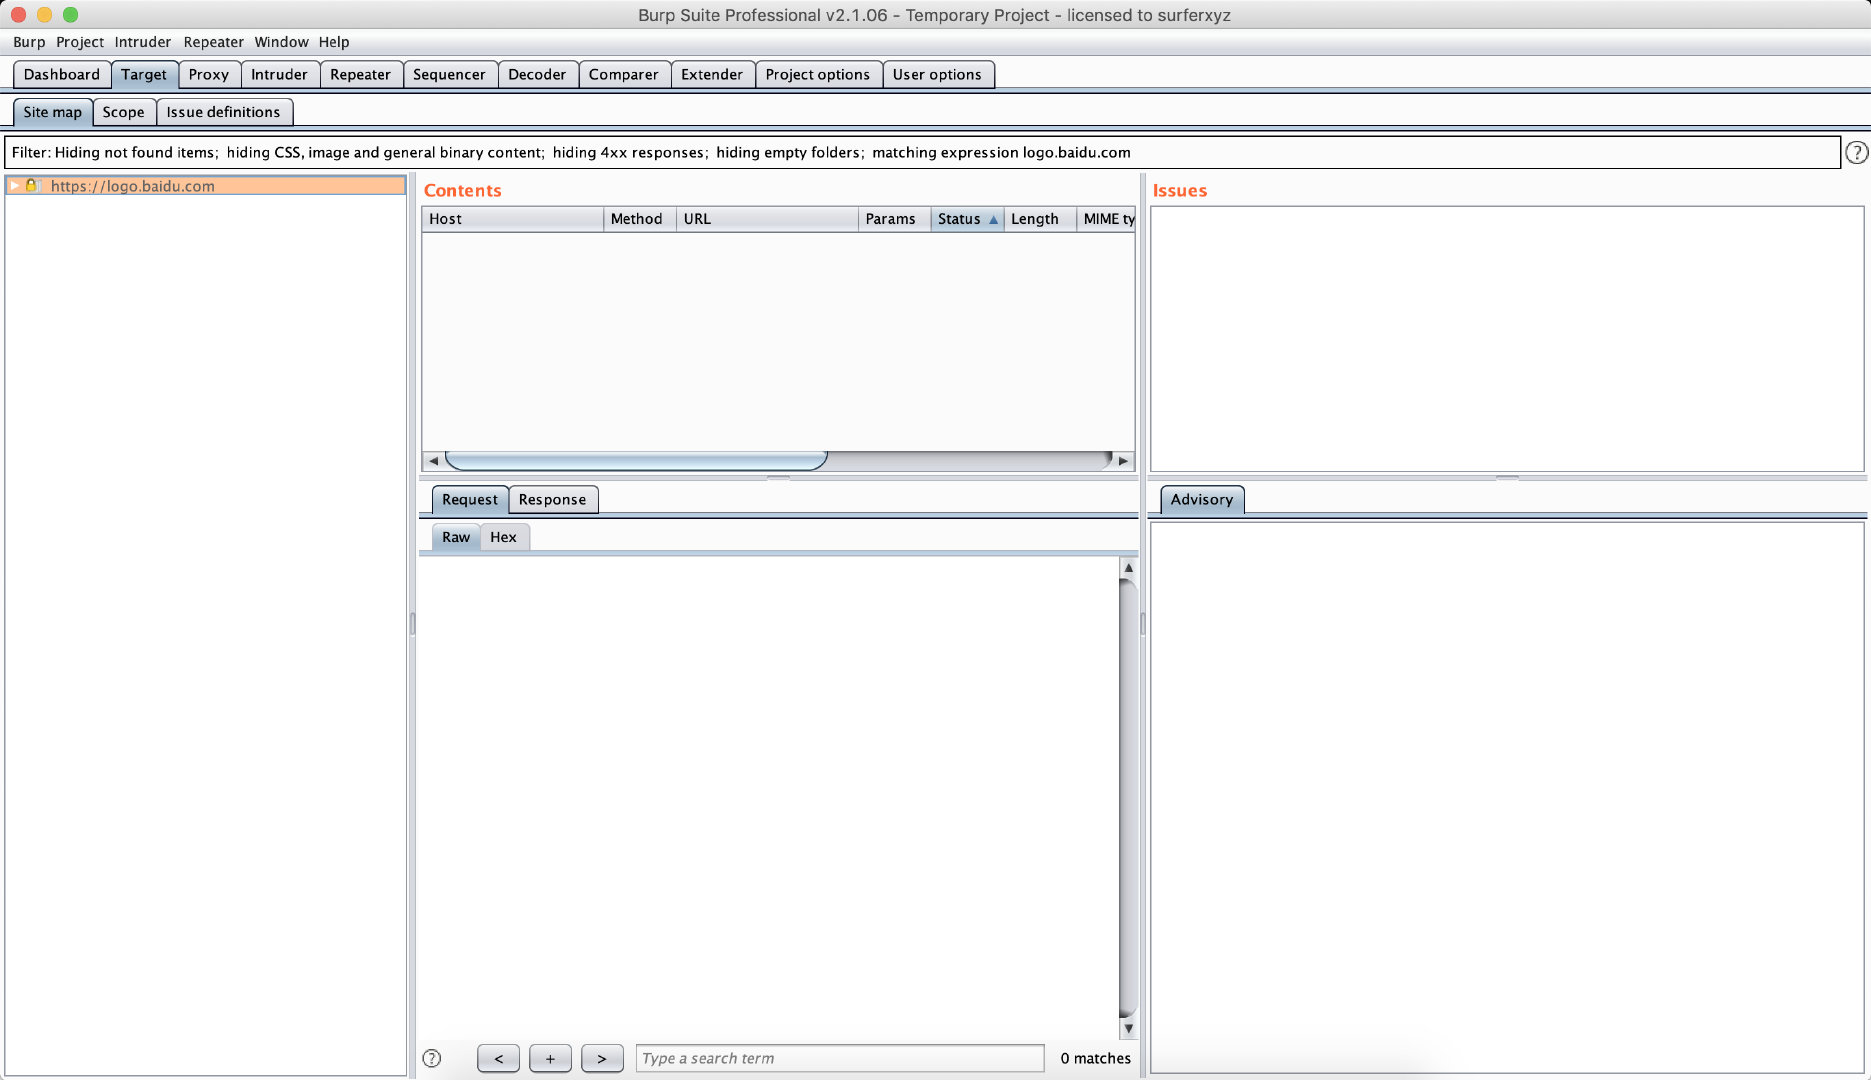 Burp Suite Professional v2.1.06 - Temporary Project - licensed to surferxyz
Burp Project Intruder Repeater Window Help
Dashboard Target Proxy Intruder Repeater Sequencer Decoder Comparer Extender Project options User options
Site map Scope Issue definitions
Filter: Hiding not found items; hiding CSS, image and general binary content; hiding 4xx responses; hiding empty folders; matching expression logo.baidu.com
?
https://logo.baidu.com
Contents
Host Method URL Params Status Length MIME ty
Issues
Request Response
Advisory
Raw Hex
? < + > Type a search term 0 matches